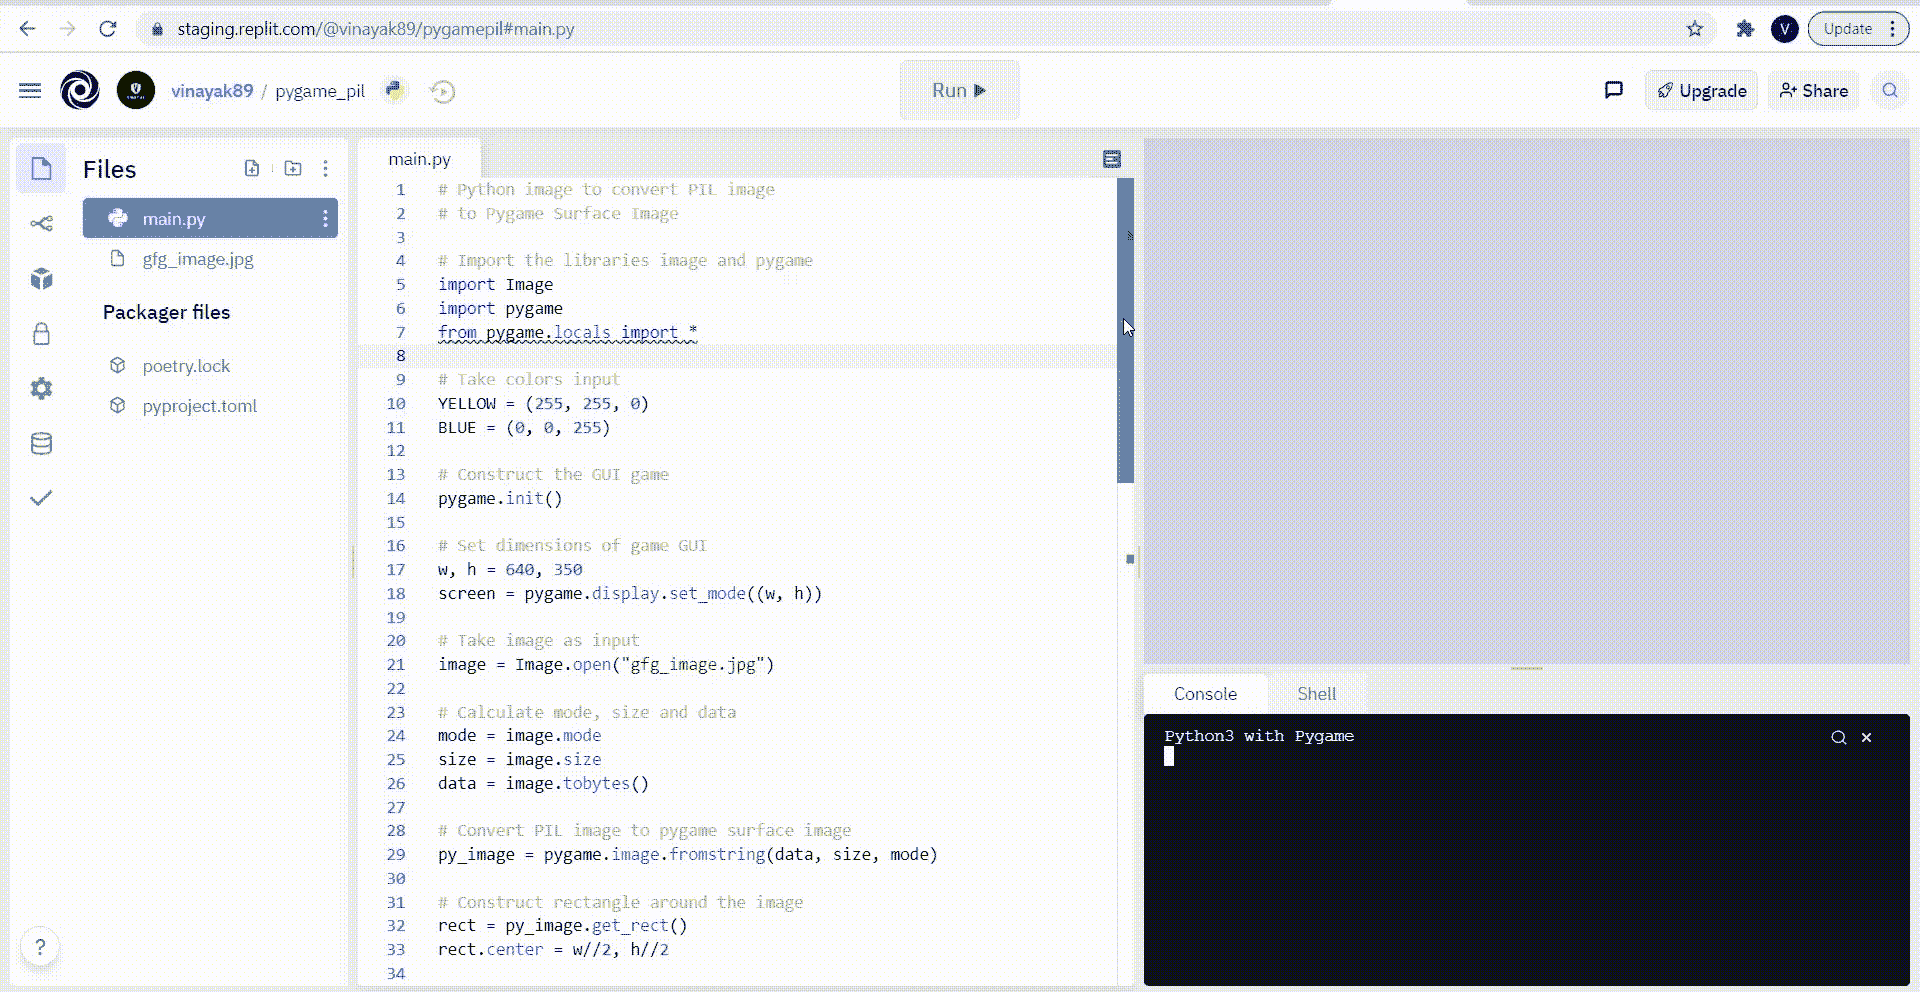 staging.replit.com/@vinayak89/pygamepil#main.py
V
Update
vinayak89 / pygame_pil
Run
Upgrade
Share
Files
main.py
gfg_image.jpg
Packager files
poetry.lock
pyproject.toml
?
main.py
1 # Python image to convert PIL image
2 # to Pygame Surface Image
3
4 # Import the libraries image and pygame
5 import Image
6 import pygame
7 from pygame.locals import *
8
9 # Take colors input
10 YELLOW = (255, 255, 0)
11 BLUE = (0, 0, 255)
12
13 # Construct the GUI game
14 pygame.init()
15
16 # Set dimensions of game GUI
17 w, h = 640, 350
18 screen = pygame.display.set_mode((w, h))
19
20 # Take image as input
21 image = Image.open("gfg_image.jpg")
22
23 # Calculate mode, size and data
24 mode = image.mode
25 size = image.size
26 data = image.tobytes()
27
28 # Convert PIL image to pygame surface image
29 py_image = pygame.image.fromstring(data, size, mode)
30
31 # Construct rectangle around the image
32 rect = py_image.get_rect()
33 rect.center = w//2, h//2
34
Console
Shell
Python3 with Pygame